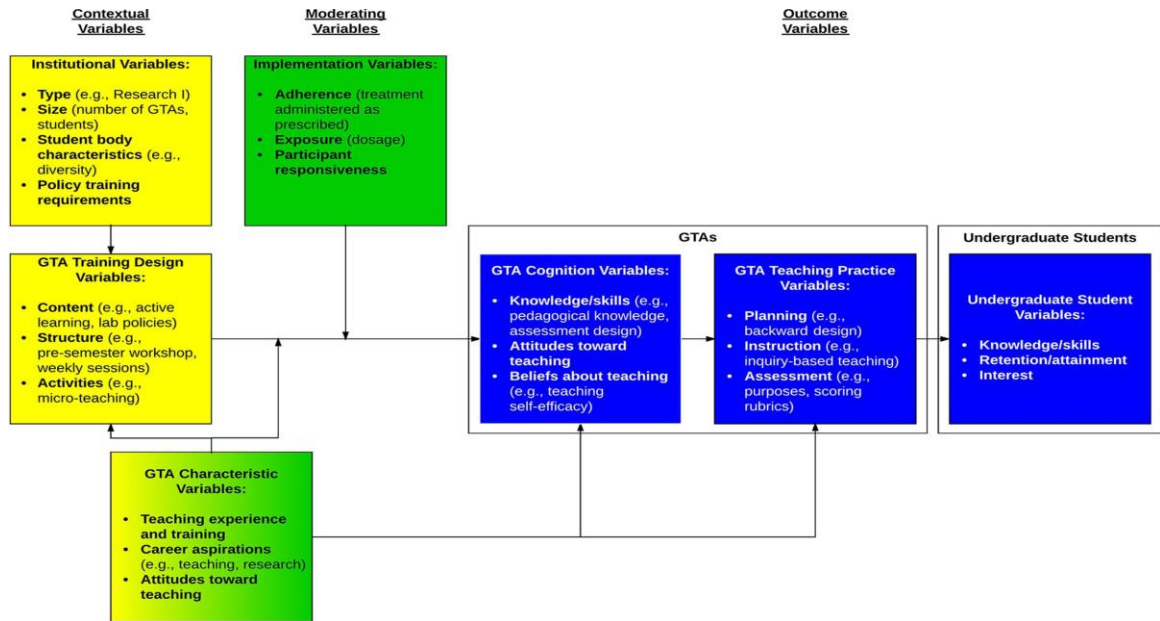 Contextual
Variables
Moderating
Variables
Outcome
Variables
Institutional Variables:
• Type (e.g., Research I)
• Size (number of GTAs,
students)
• Student body
characteristics (e.g.,
diversity)
• Policy training
requirements
Implementation Variables:
• Adherence (treatment
administered as
prescribed)
• Exposure (dosage)
• Participant
responsiveness
GTAs
Undergraduate Students
GTA Training Design
Variables:
• Content (e.g., active
learning, lab policies)
• Structure (e.g.,
pre-semester workshop,
weekly sessions)
• Activities (e.g.,
micro-teaching)
GTA Cognition Variables:
• Knowledge/skills (e.g.,
pedagogical knowledge,
assessment design)
• Attitudes toward
teaching
• Beliefs about teaching
(e.g., teaching
self-efficacy)
GTA Teaching Practice
Variables:
• Planning (e.g.,
backward design)
• Instruction (e.g.,
inquiry-based teaching)
• Assessment (e.g.,
purposes, scoring
rubrics)
Undergraduate Student
Variables:
• Knowledge/skills
• Retention/attainment
• Interest
GTA Characteristic
Variables:
• Teaching experience
and training
• Career aspirations
(e.g., teaching, research)
• Attitudes toward
teaching